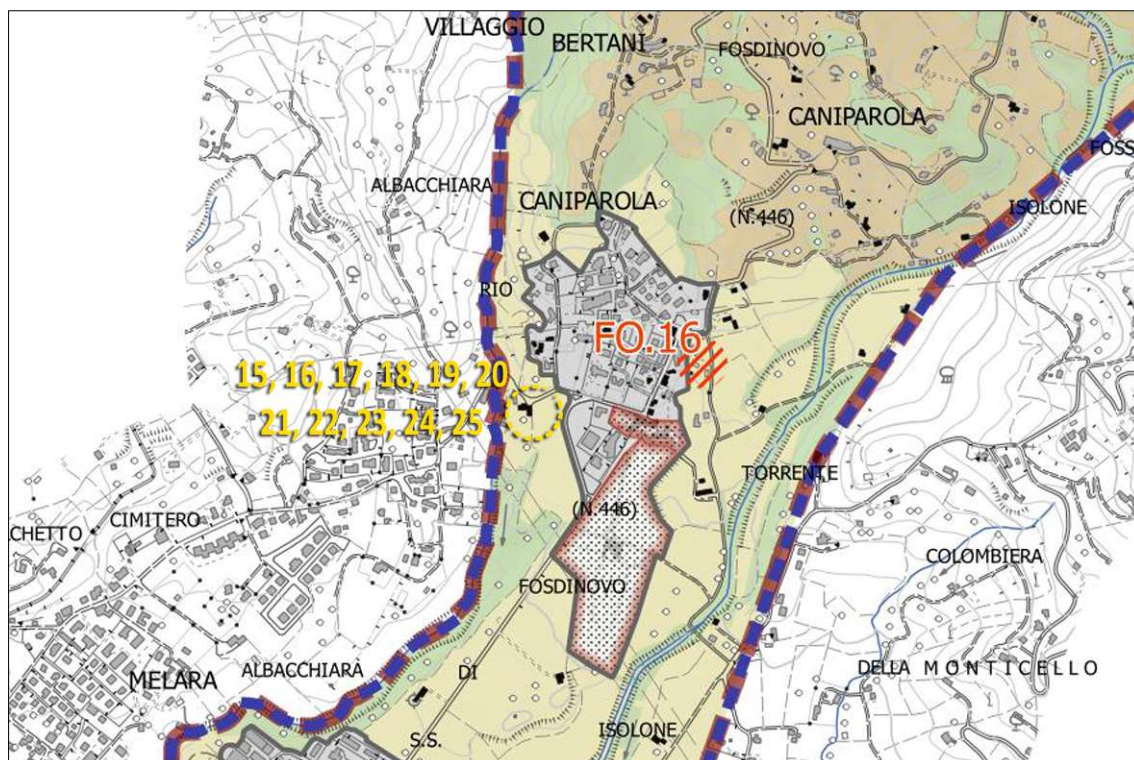 VILLAGGIO
BERTANI
FOSDINOVO
CANIPAROLA
FOSS
ALBACCHIARA
CANIPAROLA
(N.446)
ISOLONE
RIO
FO.16
15, 16, 17, 18, 19, 20
21, 22, 23, 24, 25
TORRENTE
(N.446)
CIMITERO
CHETTO
COLOMBIERA
FOSDINOVO
ALBACCHIARÀ
MELARA
DI
DELLA MONTICELLO
ISOLONE
S.S.